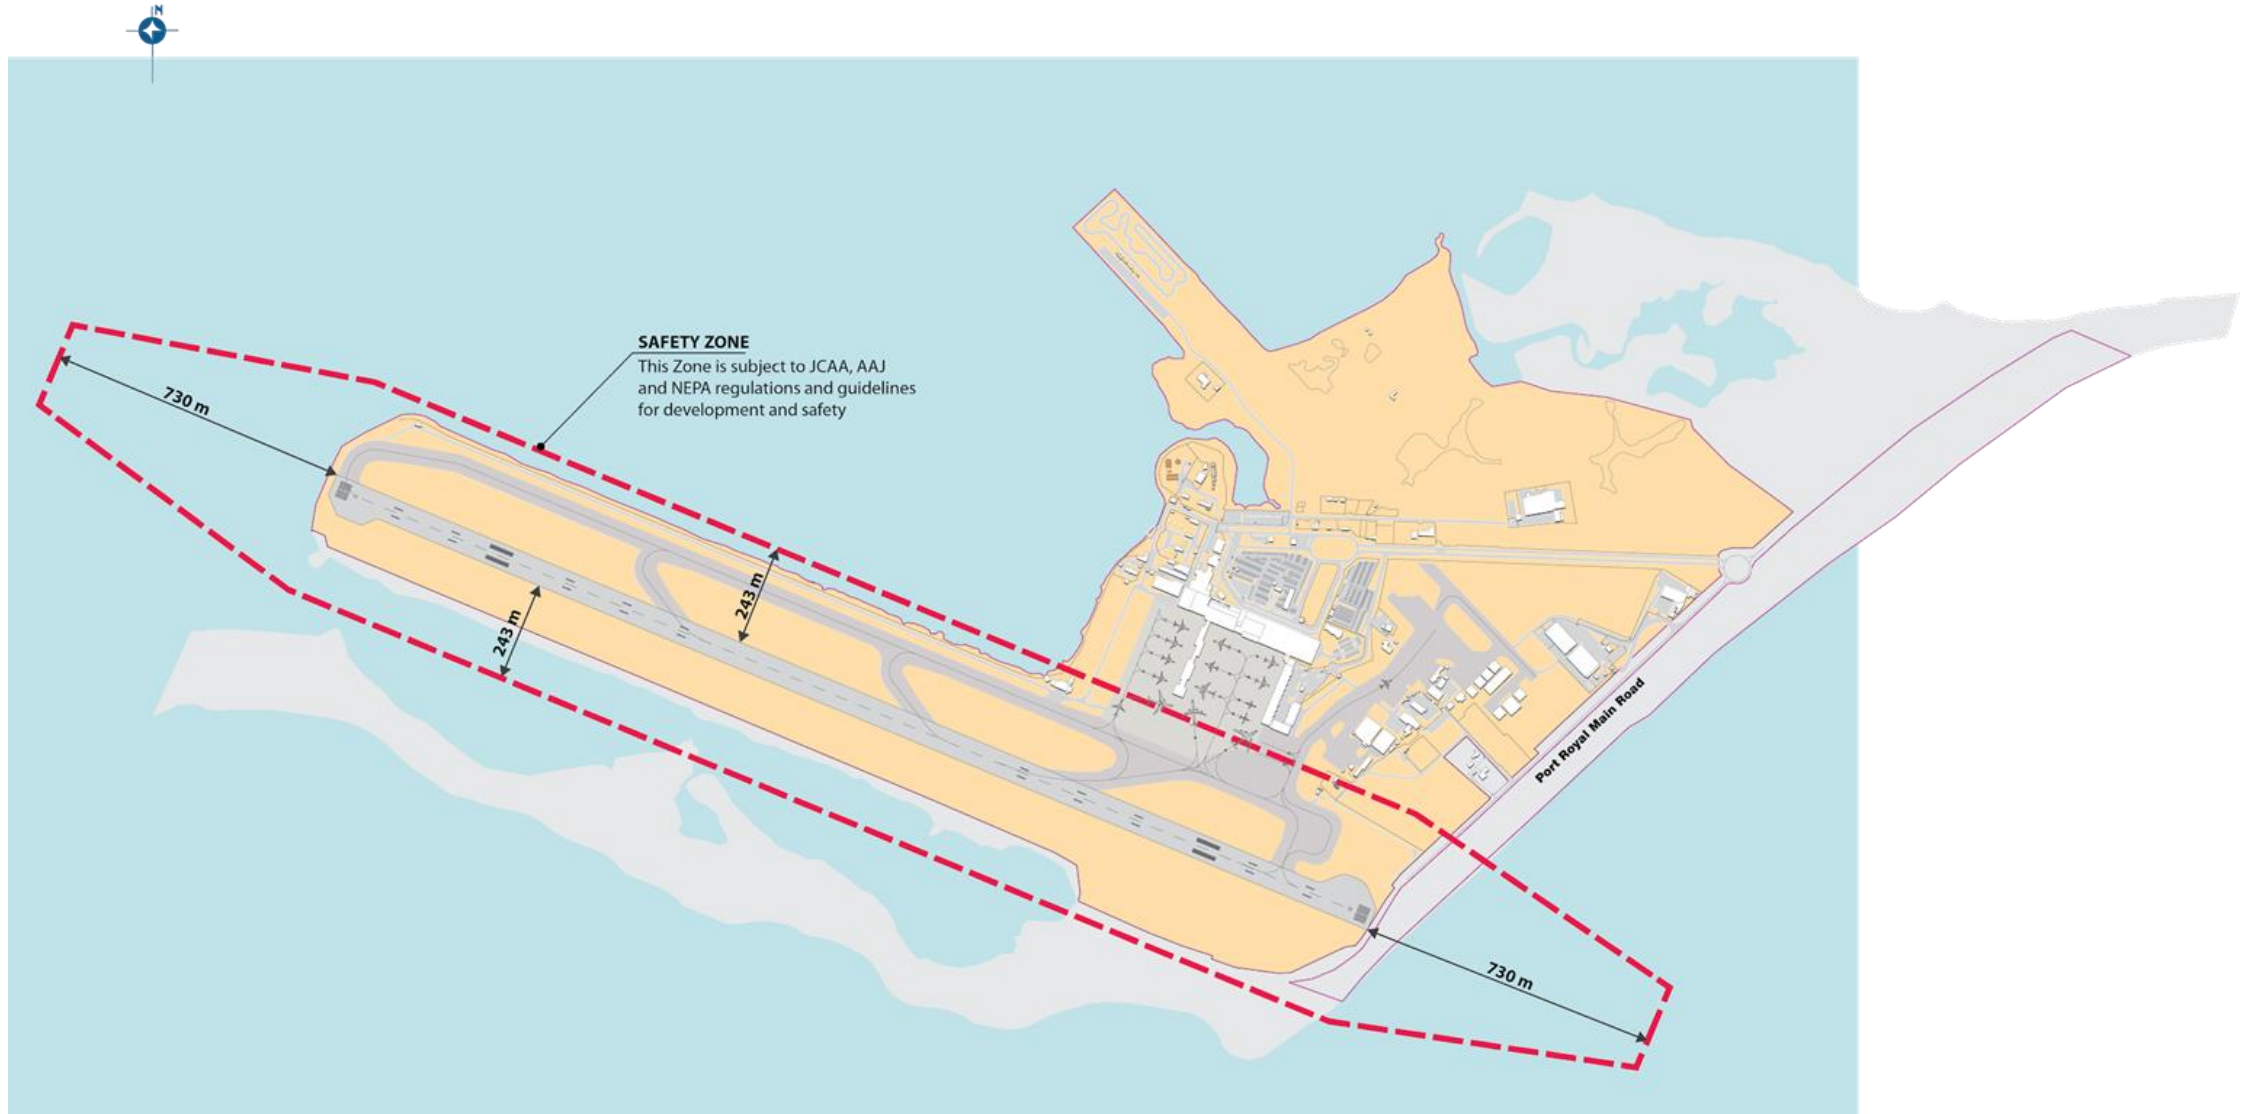 N
SAFETY ZONE
This Zone is subject to JCAA, AAJ
and NEPA regulations and guidelines
for development and safety
730 m
243 m
243 m
Port Royal Main Road
730 m